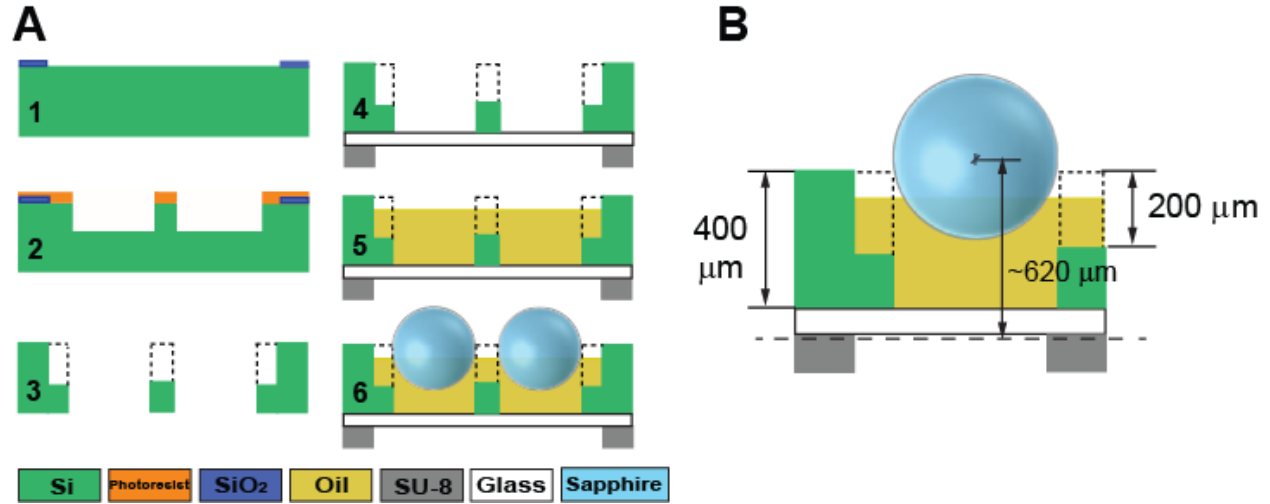 A
B
1
4
2
5
3
6
400
μm
200 μm
~620 μm
Si
Photoresist
SiO₂
Oil
SU-8
Glass
Sapphire